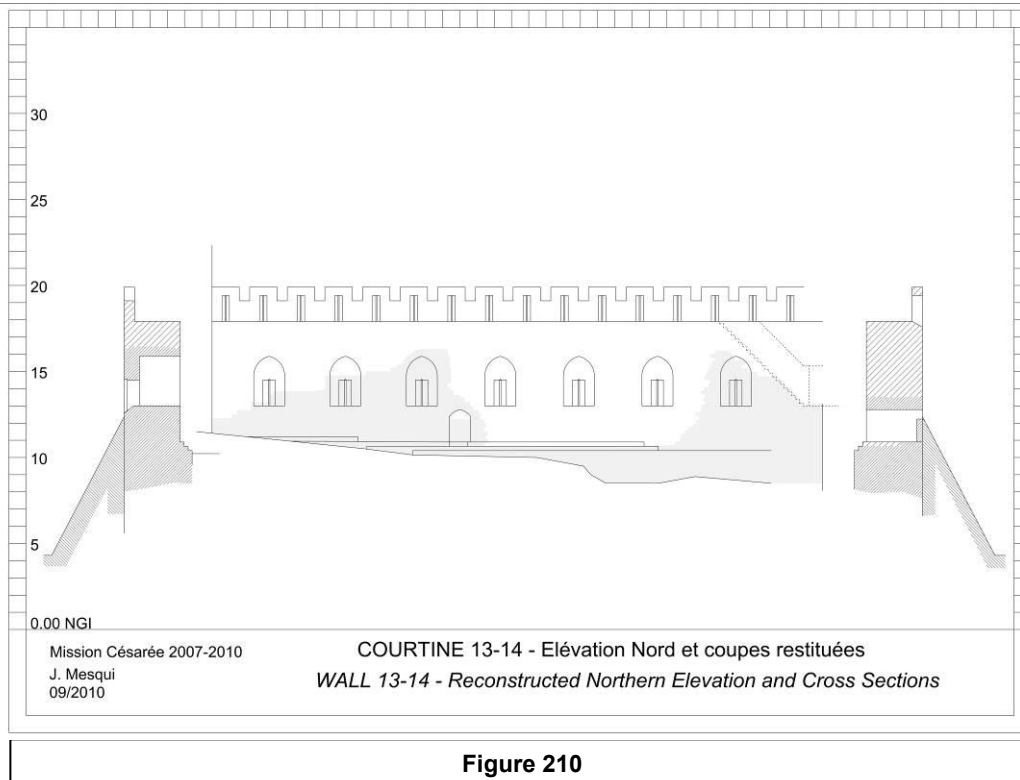 30
25
20
15
10
5
0.00 NGI
Mission Césarée 2007-2010
J. Mesqui
09/2010
COURTINE 13-14 - Elévation Nord et coupes restituées
WALL 13-14 - Reconstructed Northern Elevation and Cross Sections
Figure 210